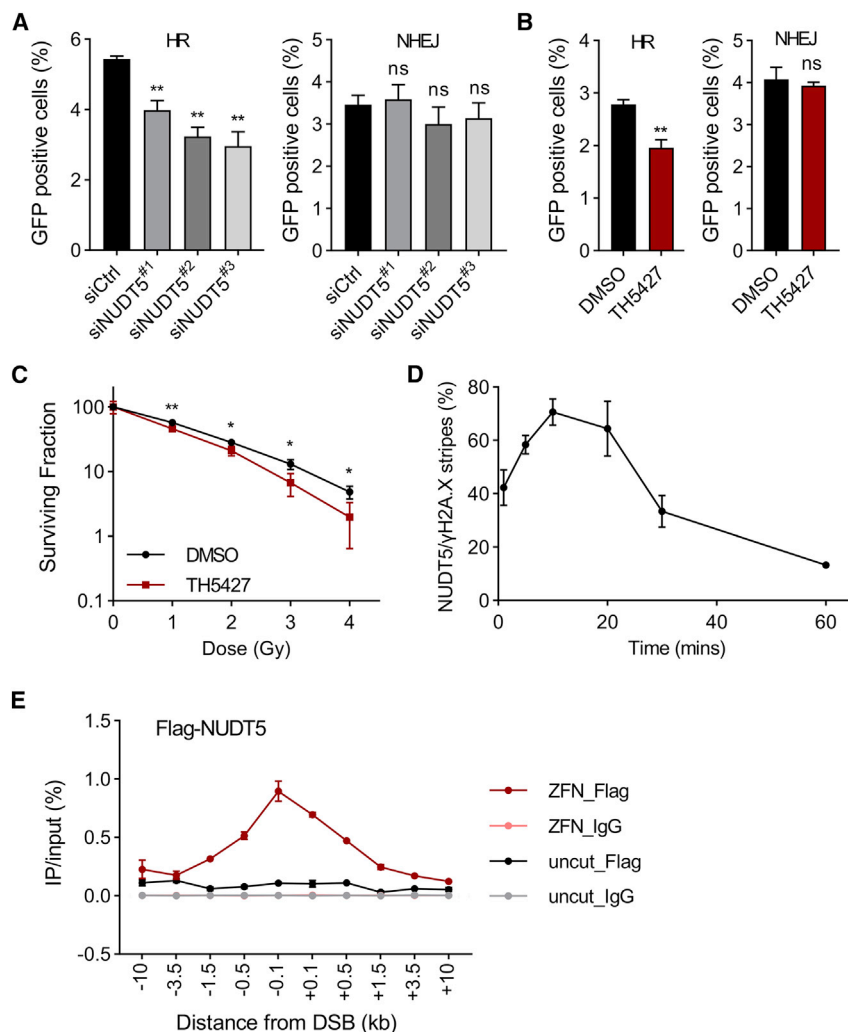 A
HR
GFP positive cells (%)
8
6
4
2
0
**
**
**
siCtrl
siNUDT5#1
siNUDT5#2
siNUDT5#3
NHEJ
GFP positive cells (%)
5
4
3
2
1
0
ns
ns
ns
siCtrl
siNUDT5#1
siNUDT5#2
siNUDT5#3
B
HR
GFP positive cells (%)
4
3
2
1
0
**
DMSO
TH5427
NHEJ
GFP positive cells (%)
5
4
3
2
1
0
ns
DMSO
TH5427
C
Surviving Fraction
100
10
1
0.1
**
*
*
*
DMSO
TH5427
0 1 2 3 4
Dose (Gy)
D
NUDT5/γH2A.X stripes (%)
80
60
40
20
0
0 20 40 60
Time (mins)
E
Flag-NUDT5
IP/input (%)
1.5
1.0
0.5
0.0
-0.5
-10 -3.5 -1.5 -0.5 -0.1 +0.1 +0.5 +1.5 +3.5 +10
Distance from DSB (kb)
ZFN_Flag
ZFN_IgG
uncut_Flag
uncut_IgG